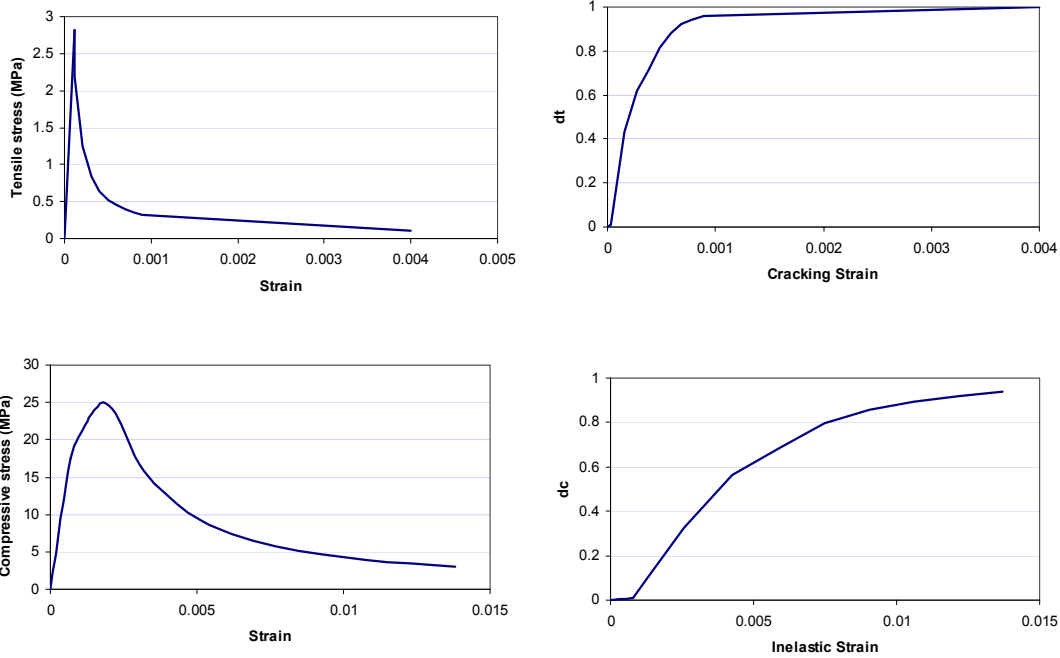 3
2.5
2
1.5
1
0.5
0
Tensile stress (MPa)
0 0.001 0.002 0.003 0.004 0.005
Strain
1
0.8
0.6
0.4
0.2
0
dt
0 0.001 0.002 0.003 0.004
Cracking Strain
30
25
20
15
10
5
0
Compressive stress (MPa)
0 0.005 0.01 0.015
Strain
1
0.8
0.6
0.4
0.2
0
dc
0 0.005 0.01 0.015
Inelastic Strain